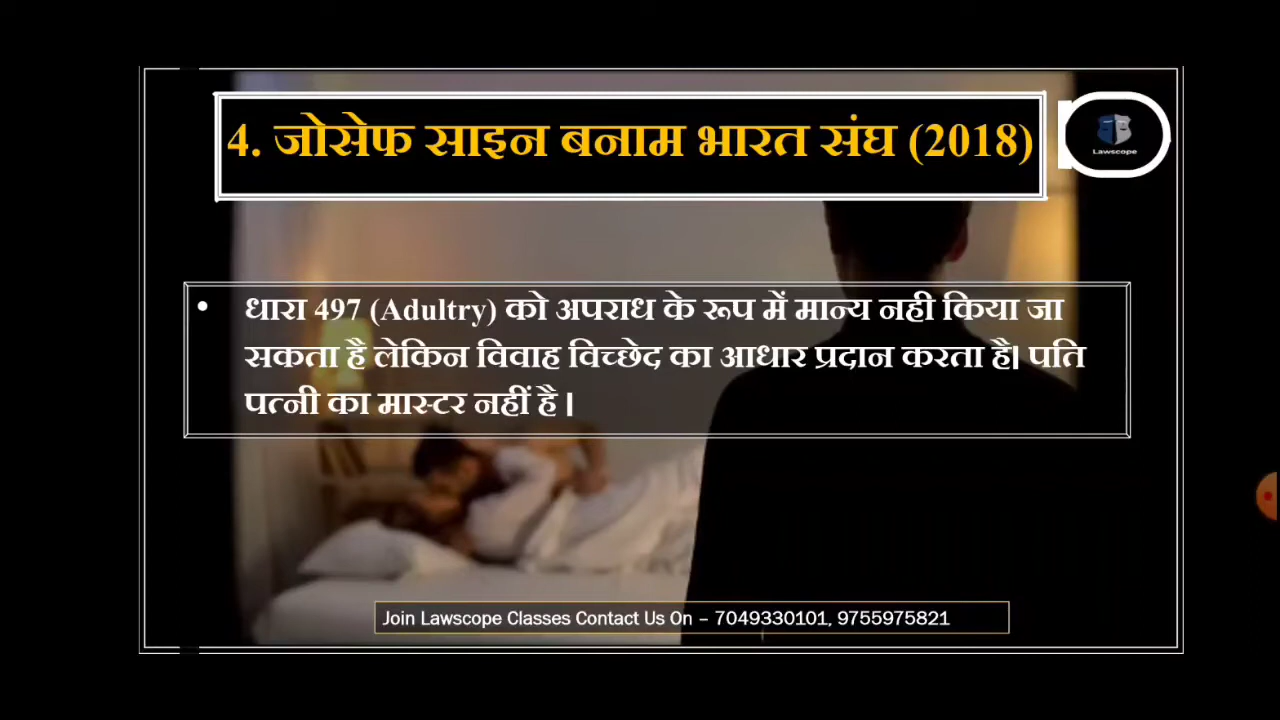 4. जोसेफ साइन बनाम भारत संघ (2018)
Lawscope
• धारा 497 (Adultry) को अपराध के रूप में मान्य नही किया जा
सकता है लेकिन विवाह विच्छेद का आधार प्रदान करता है। पति
पत्नी का मास्टर नहीं है ।
Join Lawscope Classes Contact Us On – 7049330101, 9755975821